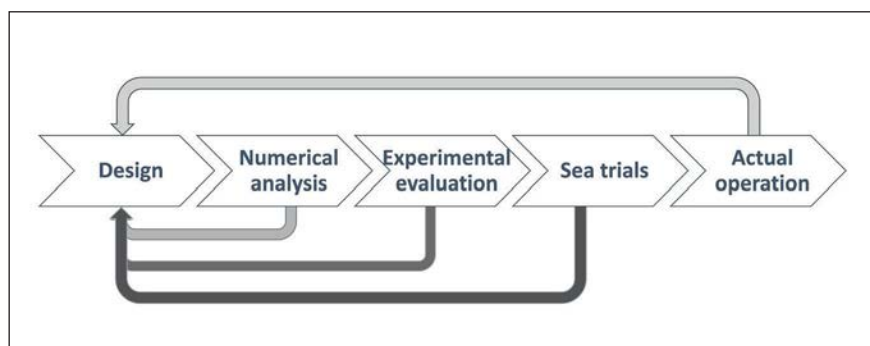 Design
Numerical
analysis
Experimental
evaluation
Sea trials
Actual
operation